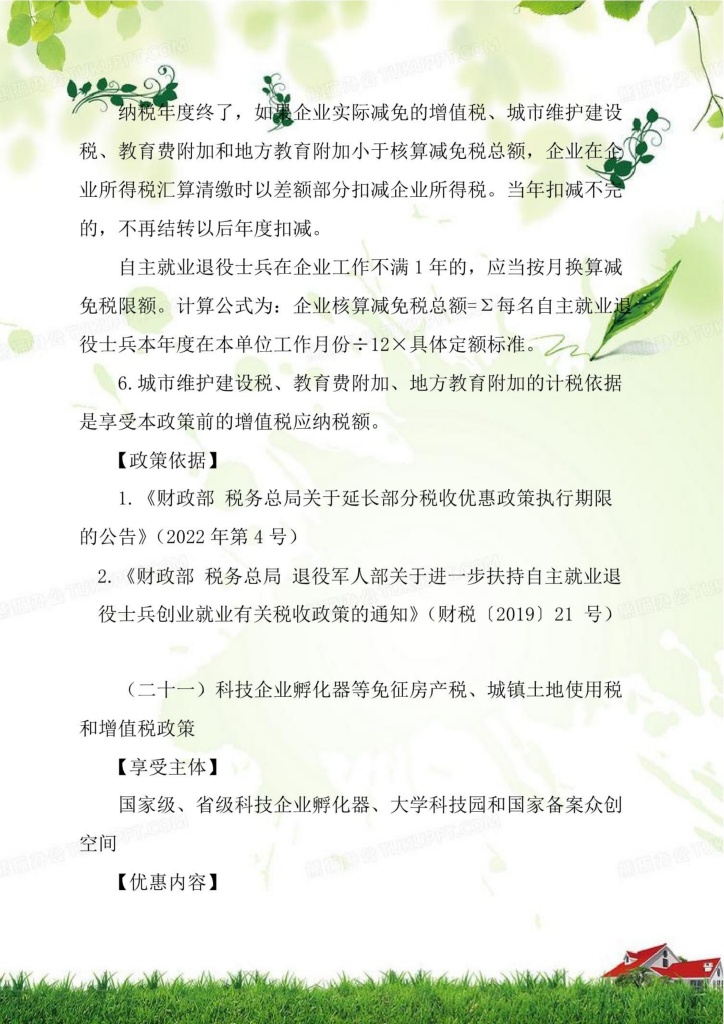 纳税年度终了，如果企业实际减免的增值税、城市维护建设
税、教育费附加和地方教育附加小于核算减免税总额，企业在企
业所得税汇算清缴时以差额部分扣减企业所得税。当年扣减不完
的，不再结转以后年度扣减。
自主就业退役士兵在企业工作不满 1 年的，应当按月换算减
免税限额。计算公式为：企业核算减免税总额=Σ每名自主就业退
役士兵本年度在本单位工作月份÷12×具体定额标准。
6.城市维护建设税、教育费附加、地方教育附加的计税依据
是享受本政策前的增值税应纳税额。
【政策依据】
1.《财政部 税务总局关于延长部分税收优惠政策执行期限
的公告》（2022 年第 4 号）
2.《财政部 税务总局 退役军人部关于进一步扶持自主就业退
役士兵创业就业有关税收政策的通知》（财税〔2019〕21 号）
（二十一）科技企业孵化器等免征房产税、城镇土地使用税
和增值税政策
【享受主体】
国家级、省级科技企业孵化器、大学科技园和国家备案众创
空间
【优惠内容】